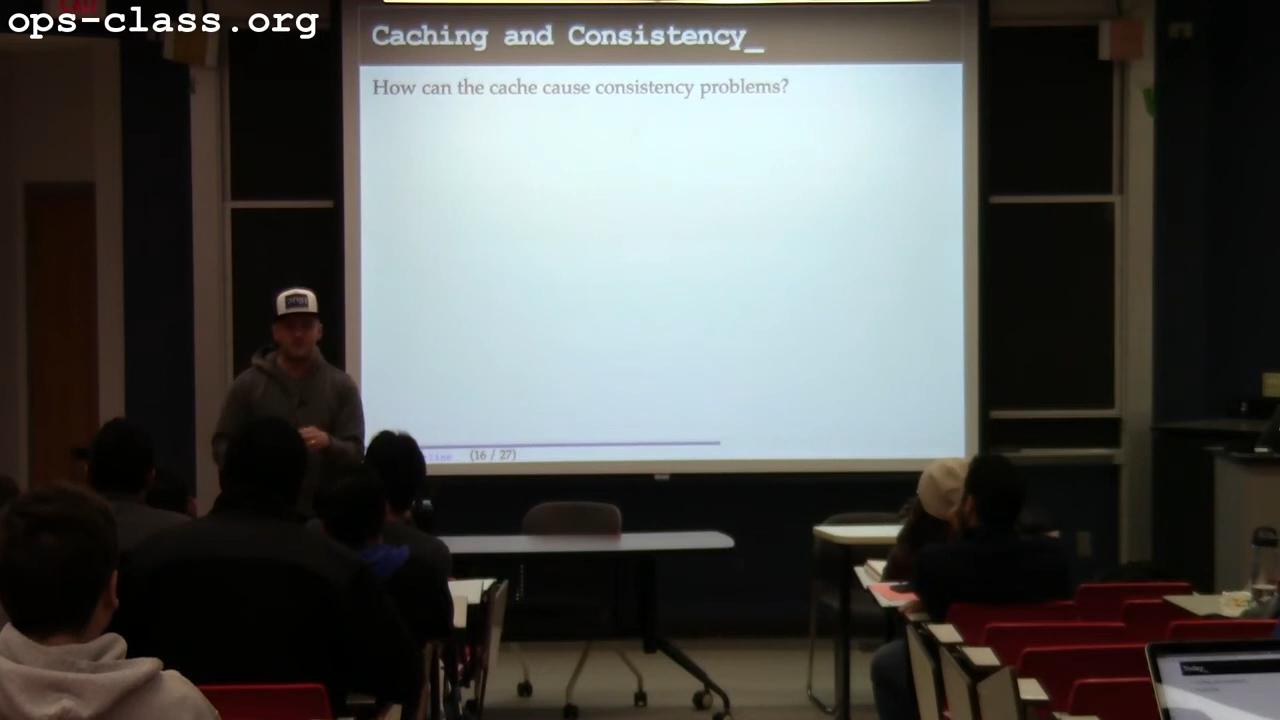 ops-class.org
Caching and Consistency_
How can the cache cause consistency problems?
(16 / 27)